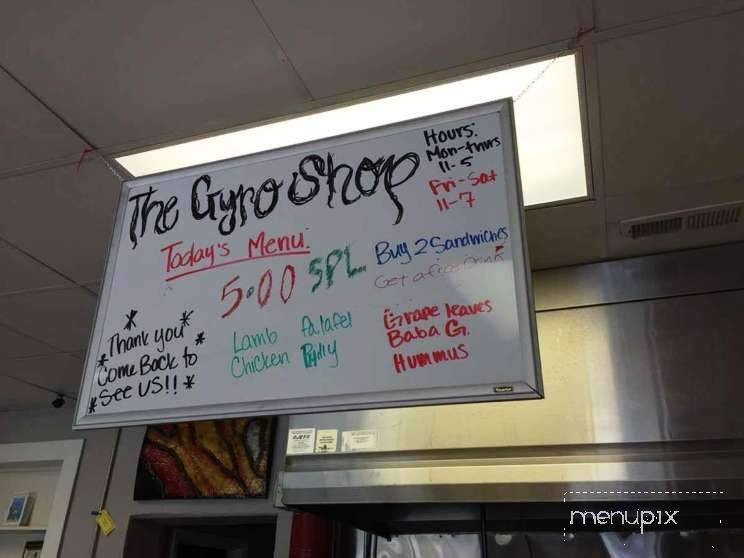 The Gyro Shop
Hours:
Mon-thurs
11-5
Fri-Sat
11-7
Today's Menu:
5.00 SPL
Buy 2 Sandwiches
Get a free Drink
Lamb Falafel
Chicken Philly
Grape leaves
Baba G.
Hummus
Thank you
Come Back to
See US!!
menupix